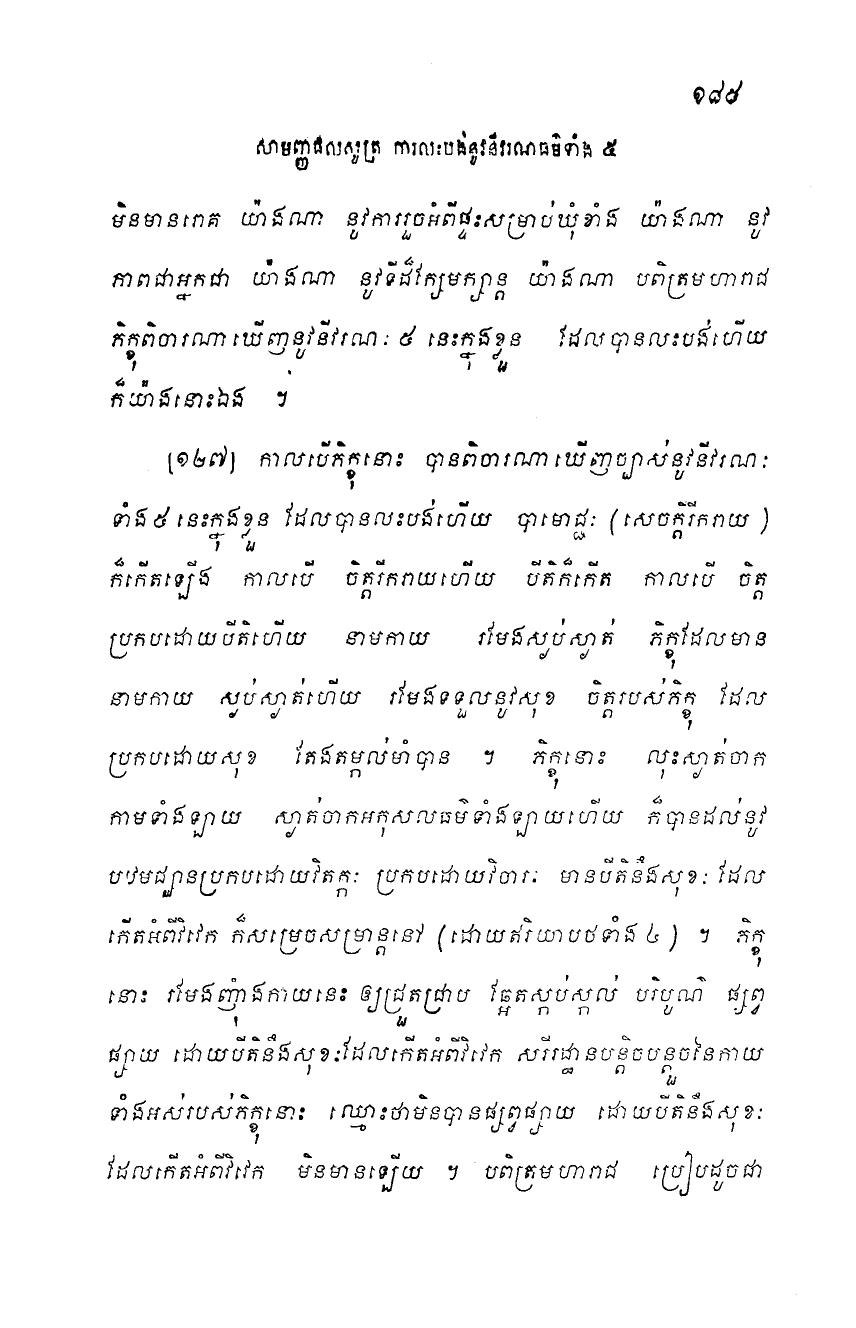 ១៨៥
សាមញ្ញផលសូត្រ ការលះបង់នូវនីវរណធម៌ទាំង ៥
មិនមានរោគ យ៉ាងណា នូវការរួចអំពីផ្ទះសម្រាប់ឃុំខាំង យ៉ាងណា នូវ
ភាពជាអ្នកជា យ៉ាងណា នូវទីដ៏ក្សែមក្សាន្ត យ៉ាងណា បពិត្រមហារាជ
ភិក្ខុពិចារណាឃើញនូវនីវរណៈ ៥ នេះក្នុងខ្លួន ដែលបានលះបង់ហើយ
ក៏យ៉ាងនោះឯង ។
[១២៧] កាលបើភិក្ខុនោះ បានពិចារណាឃើញច្បាស់នូវនីវរណៈ
ទាំង៥ នេះក្នុងខ្លួន ដែលបានលះបង់ហើយ បាមោជ្ជៈ (សេចក្តីរីករាយ)
ក៏កើតឡើង កាលបើ ចិត្តរីករាយហើយ បីតិក៏កើត កាលបើ ចិត្ត
ប្រកបដោយបីតិហើយ នាមកាយ រមែងស្ងប់ស្ងាត់ ភិក្ខុដែលមាន
នាមកាយ ស្ងប់ស្ងាត់ហើយ រមែងទទួលនូវសុខ ចិត្តរបស់ភិក្ខុ ដែល
ប្រកបដោយសុខ តែងតម្កល់មាំបាន ។ ភិក្ខុនោះ លុះស្ងាត់ចាក
កាមទាំងឡាយ ស្ងាត់ចាកអកុសលធម៌ទាំងឡាយហើយ ក៏បានដល់នូវ
បឋមជ្ឈានប្រកបដោយវិតក្កៈ ប្រកបដោយវិចារៈ មានបីតិនឹងសុខៈ ដែល
កើតអំពីវិវេក ក៏សម្រេចសម្រាន្តនៅ (ដោយឥរិយាបថទាំង ៤) ។ ភិក្ខុ
នោះ រមែងញ៉ាំងកាយនេះ ឲ្យជ្រួតជ្រាប ឆ្អែតស្កប់ស្កល់ បរិបូណ៌ ផ្សព្វ
ផ្សាយ ដោយបីតិនឹងសុខៈដែលកើតអំពីវិវេក សរីរដ្ឋានបន្តិចបន្តួចនៃកាយ
ទាំងអស់របស់ភិក្ខុនោះ ឈ្មោះថាមិនបានផ្សព្វផ្សាយ ដោយបីតិនឹងសុខៈ
ដែលកើតអំពីវិវេក មិនមានឡើយ ។ បពិត្រមហារាជ ប្រៀបដូចជា